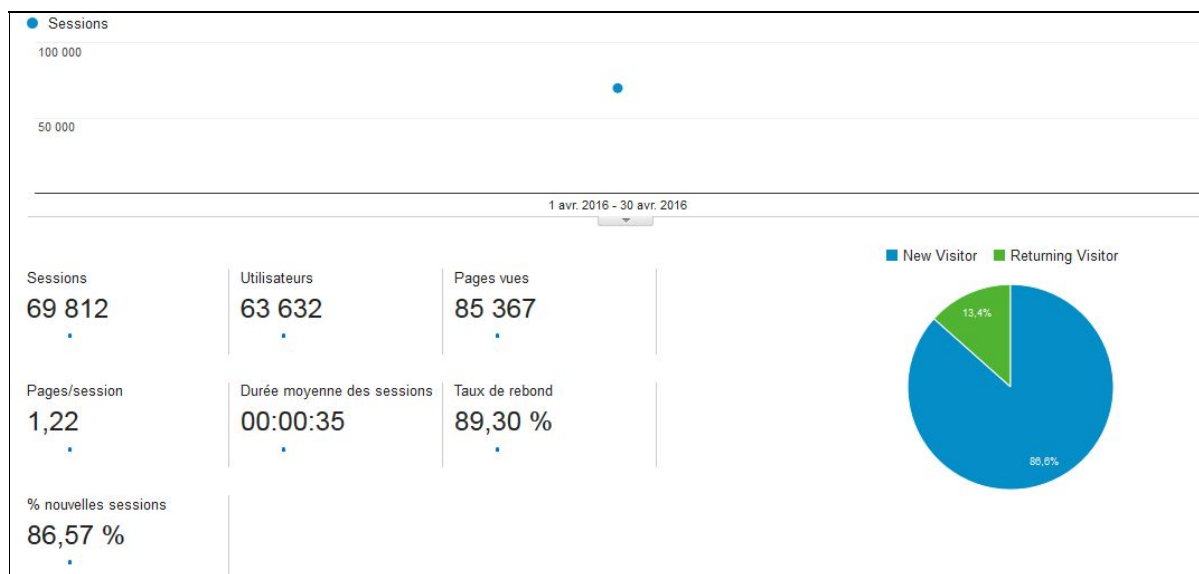 Sessions
100 000
50 000
1 avr. 2016 - 30 avr. 2016
New Visitor Returning Visitor
Sessions Utilisateurs Pages vues
69 812 63 632 85 367
13,4%
Pages/session Durée moyenne des sessions Taux de rebond
1,22 00:00:35 89,30 %
86,6%
% nouvelles sessions
86,57 %